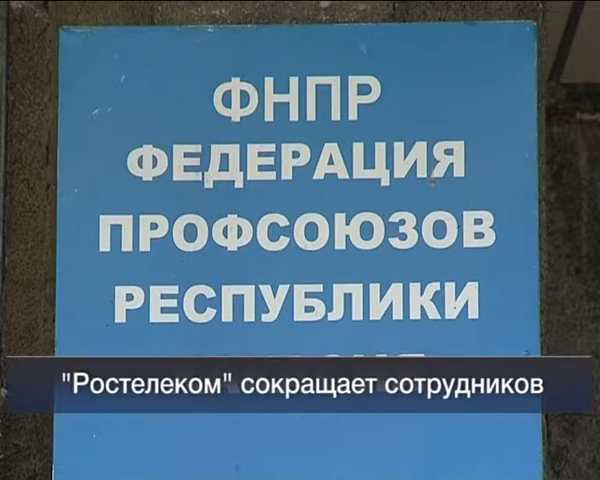 ФНПР
ФЕДЕРАЦИЯ
ПРОФСОЮЗОВ
РЕСПУБЛИКИ
"Ростелеком" сокращает сотрудников